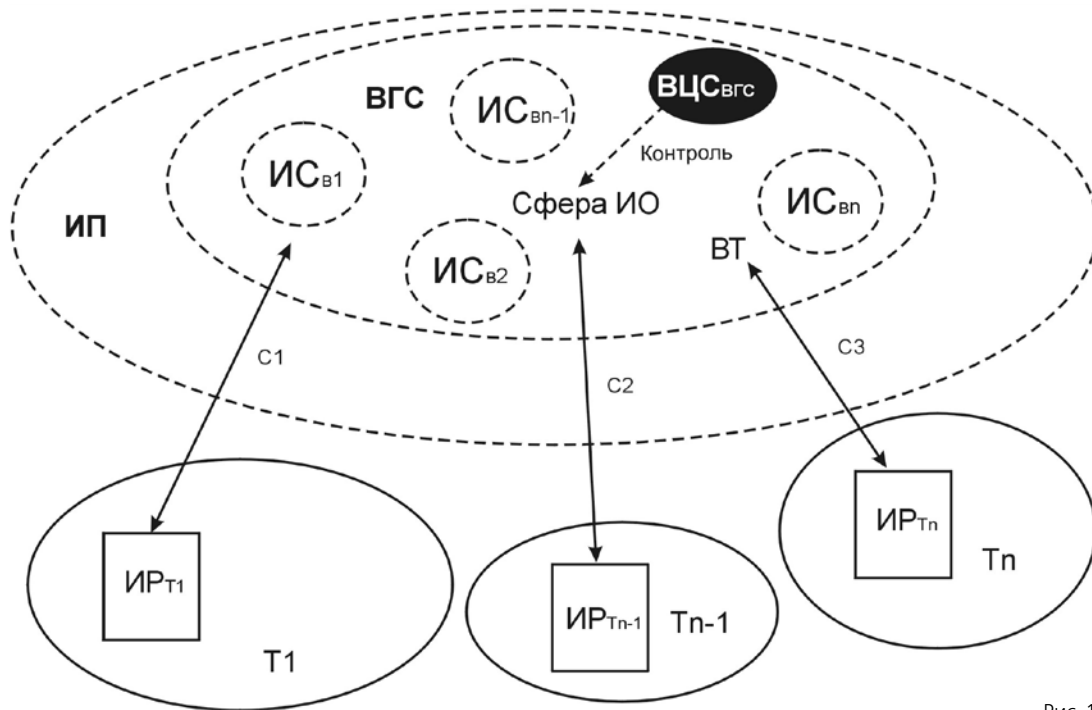 ВГС
ИСвn-1
ВЦСВГС
Контроль
ИСв1
Сфера ИО
ИСвn
ИП
ИСв2
ВТ
С1
С2
С3
ИРТ1
Т1
ИРТn-1
Тn-1
ИРТn
Тn
Рис.